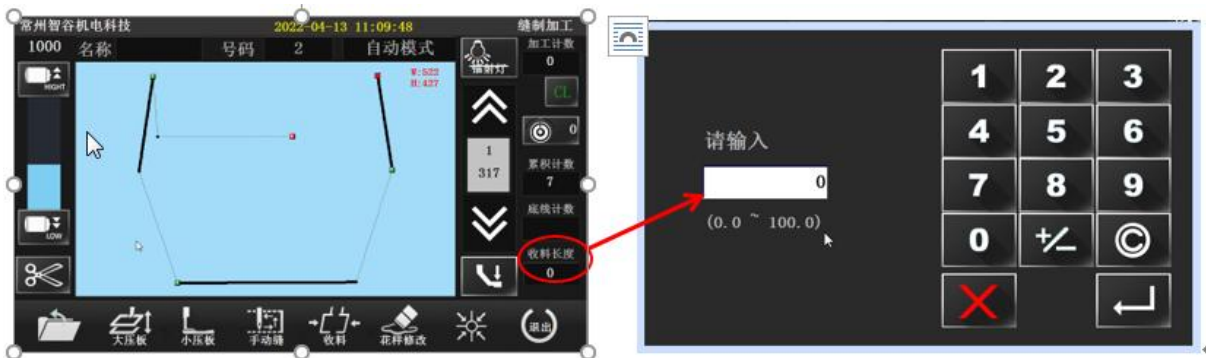 常州智谷机电科技 2022-04-13 11:09:48 缝制加工
1000 名称 号码 2 自动模式
辐射灯
加工计数
0
W:522
H:427
HIGHT
CL
0
1
317
累积计数
7
底线计数
LOW
收料长度
0
大压板 小压板 手动缝 收料 花样修改 退出
请输入
0
(0.0 ~ 100.0)
1 2 3
4 5 6
7 8 9
0 +/- ©